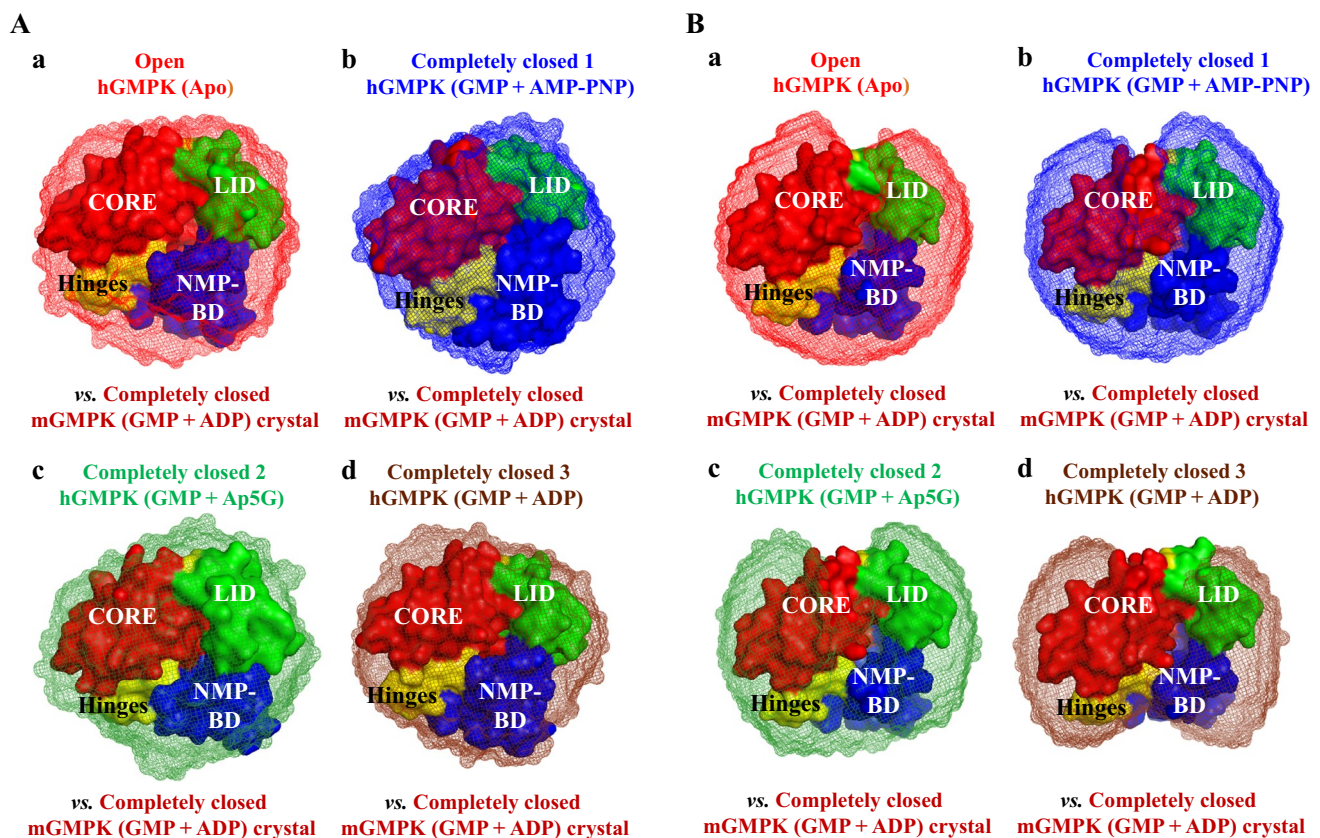 A
a
Open
hGMPK (Apo)
CORE
LID
Hinges
NMP-
BD
vs. Completely closed
mGMPK (GMP + ADP) crystal
b
Completely closed 1
hGMPK (GMP + AMP-PNP)
CORE
LID
Hinges
NMP-
BD
vs. Completely closed
mGMPK (GMP + ADP) crystal
c
Completely closed 2
hGMPK (GMP + Ap5G)
CORE
LID
Hinges
NMP-
BD
vs. Completely closed
mGMPK (GMP + ADP) crystal
d
Completely closed 3
hGMPK (GMP + ADP)
CORE
LID
Hinges
NMP-
BD
vs. Completely closed
mGMPK (GMP + ADP) crystal
B
a
Open
hGMPK (Apo)
CORE
LID
Hinges
NMP-
BD
vs. Completely closed
mGMPK (GMP + ADP) crystal
b
Completely closed 1
hGMPK (GMP + AMP-PNP)
CORE
LID
Hinges
NMP-
BD
vs. Completely closed
mGMPK (GMP + ADP) crystal
c
Completely closed 2
hGMPK (GMP + Ap5G)
CORE
LID
Hinges
NMP-
BD
vs. Completely closed
mGMPK (GMP + ADP) crystal
d
Completely closed 3
hGMPK (GMP + ADP)
CORE
LID
Hinges
NMP-
BD
vs. Completely closed
mGMPK (GMP + ADP) crystal